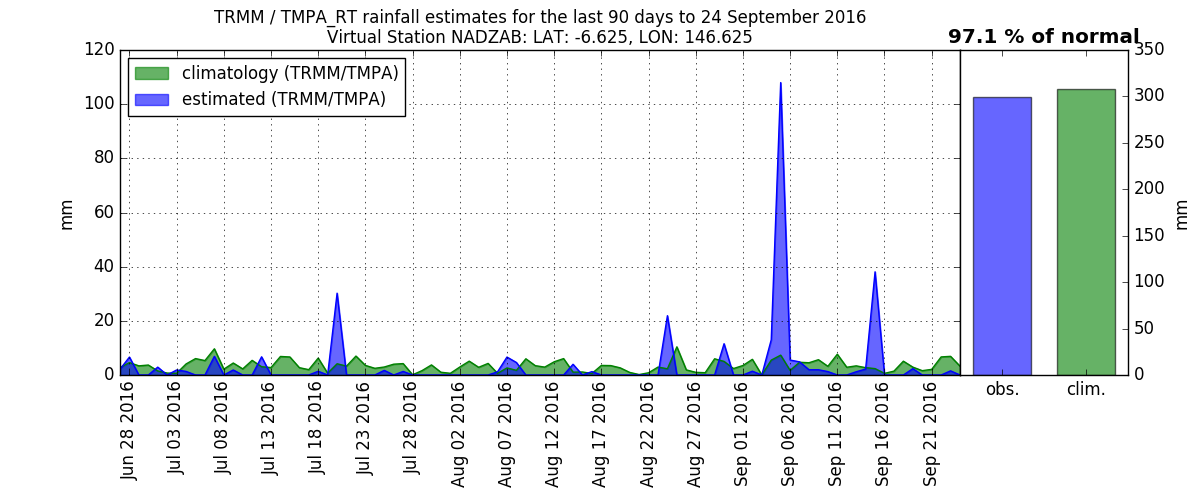 TRMM / TMPA_RT rainfall estimates for the last 90 days to 24 September 2016
Virtual Station NADZAB: LAT: -6.625, LON: 146.625
97.1 % of normal
climatology (TRMM/TMPA)
estimated (TRMM/TMPA)
mm
120
100
80
60
40
20
0
Jun 28 2016
Jul 03 2016
Jul 08 2016
Jul 13 2016
Jul 18 2016
Jul 23 2016
Jul 28 2016
Aug 02 2016
Aug 07 2016
Aug 12 2016
Aug 17 2016
Aug 22 2016
Aug 27 2016
Sep 01 2016
Sep 06 2016
Sep 11 2016
Sep 16 2016
Sep 21 2016
obs.
clim.
350
300
250
200
150
100
50
0
mm